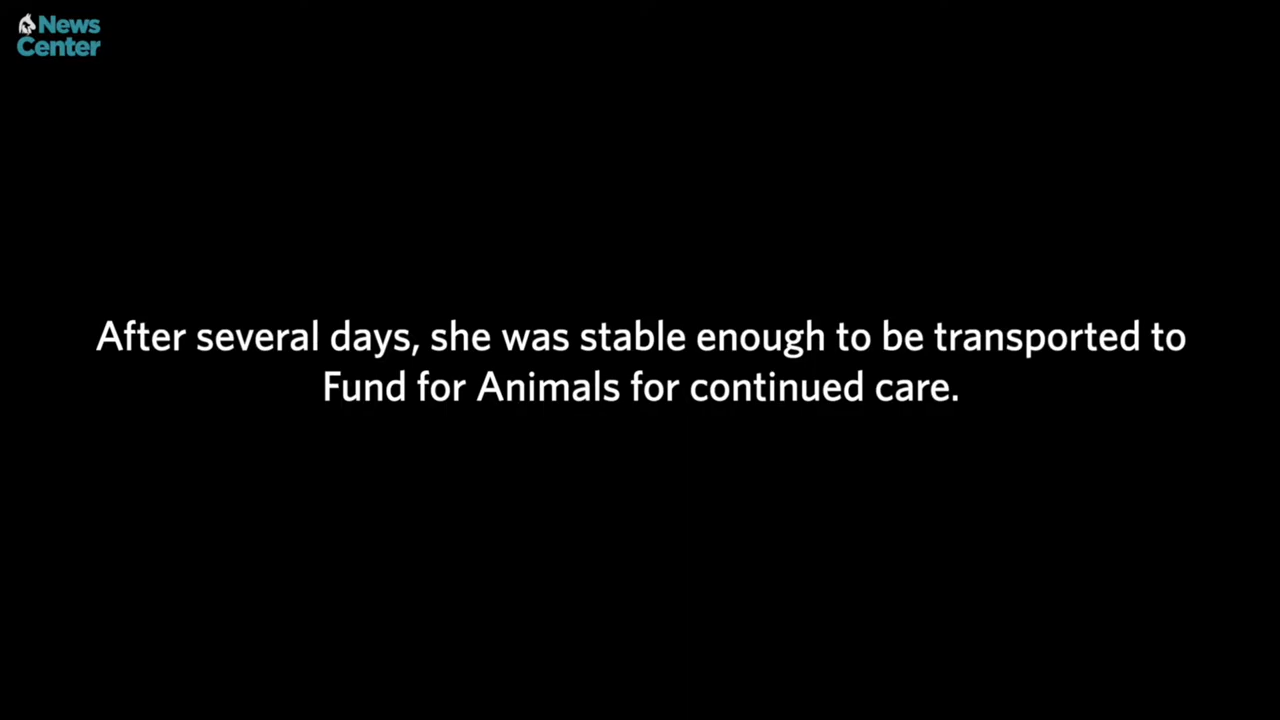 News
Center
After several days, she was stable enough to be transported to
Fund for Animals for continued care.